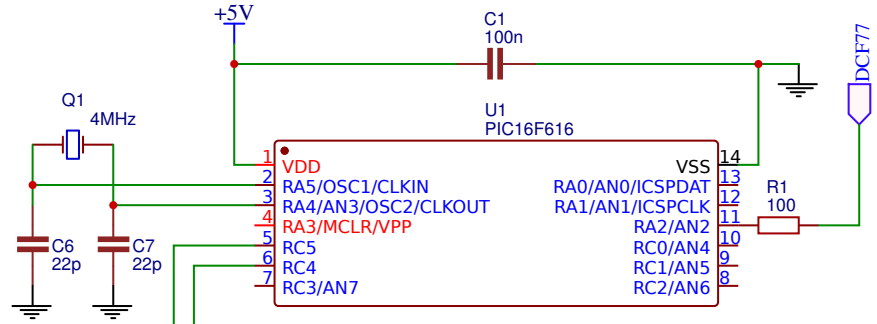 +5V
C1
100n
DCF77
Q1
4MHz
U1
PIC16F616
1 VDD VSS 14
2 RA5/OSC1/CLKIN RA0/AN0/ICSPDAT 13
3 RA4/AN3/OSC2/CLKOUT RA1/AN1/ICSPCLK 12
4 RA3/MCLR/VPP RA2/AN2 11
5 RC5 RC0/AN4 10
6 RC4 RC1/AN5 9
7 RC3/AN7 RC2/AN6 8
R1
100
C6
22p
C7
22p